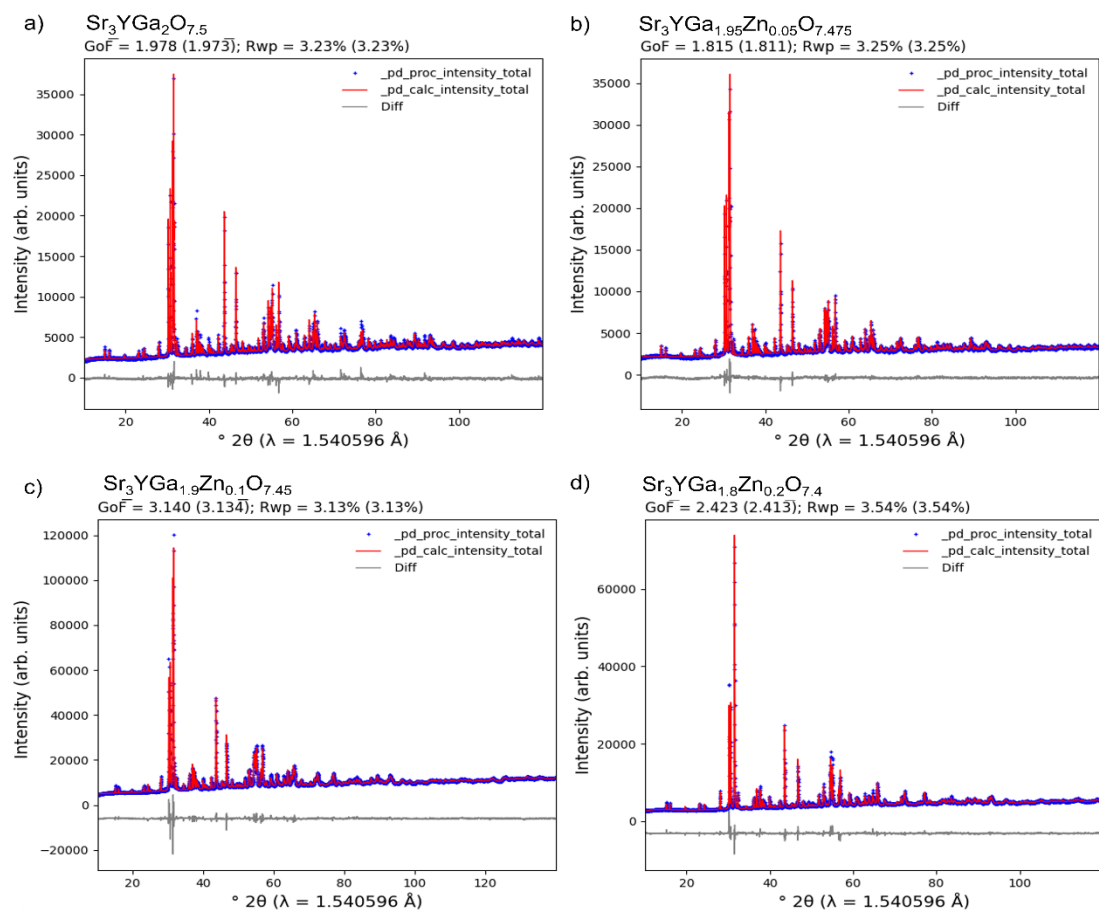 a) Sr3YGa2O7.5
GoF = 1.978 (1.973); Rwp = 3.23% (3.23%)
_pd_proc_intensity_total
_pd_calc_intensity_total
Diff
35000
30000
25000
20000
15000
10000
5000
0
Intensity (arb. units)
20 40 60 80 100
° 2θ (λ = 1.540596 Å)
b) Sr3YGa1.95Zn0.05O7.475
GoF = 1.815 (1.811); Rwp = 3.25% (3.25%)
_pd_proc_intensity_total
_pd_calc_intensity_total
Diff
35000
30000
25000
20000
15000
10000
5000
0
Intensity (arb. units)
20 40 60 80 100
° 2θ (λ = 1.540596 Å)
c) Sr3YGa1.9Zn0.1O7.45
GoF = 3.140 (3.134); Rwp = 3.13% (3.13%)
_pd_proc_intensity_total
_pd_calc_intensity_total
Diff
120000
100000
80000
60000
40000
20000
0
−20000
Intensity (arb. units)
20 40 60 80 100 120
° 2θ (λ = 1.540596 Å)
d) Sr3YGa1.8Zn0.2O7.4
GoF = 2.423 (2.413); Rwp = 3.54% (3.54%)
_pd_proc_intensity_total
_pd_calc_intensity_total
Diff
60000
40000
20000
0
Intensity (arb. units)
20 40 60 80 100
° 2θ (λ = 1.540596 Å)